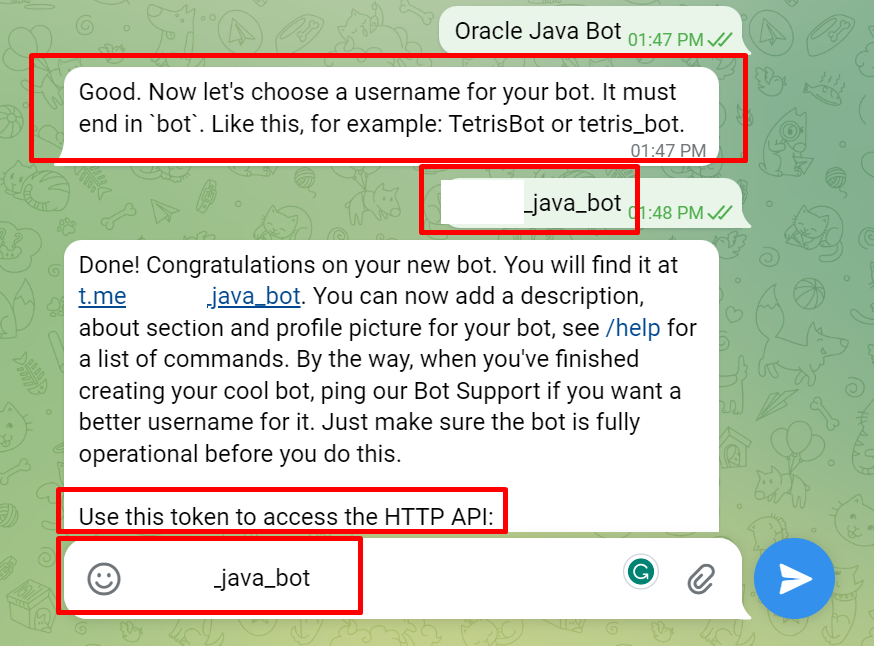 Oracle Java Bot 01:47 PM
Good. Now let's choose a username for your bot. It must
end in `bot`. Like this, for example: TetrisBot or tetris_bot.
01:47 PM
_java_bot 01:48 PM
Done! Congratulations on your new bot. You will find it at
t.me _java_bot. You can now add a description,
about section and profile picture for your bot, see /help for
a list of commands. By the way, when you've finished
creating your cool bot, ping our Bot Support if you want a
better username for it. Just make sure the bot is fully
operational before you do this.
Use this token to access the HTTP API:
_java_bot